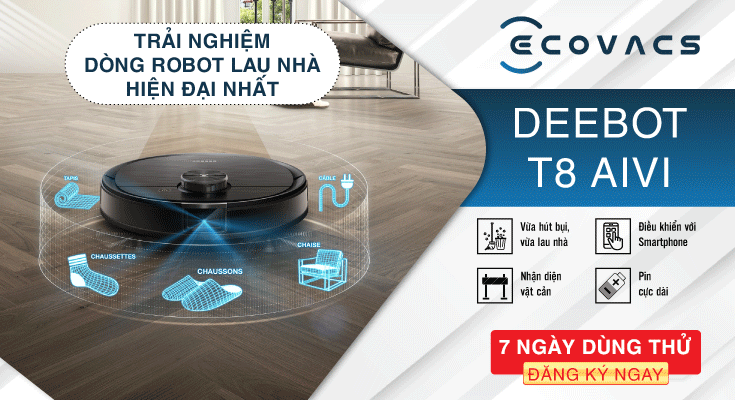 TRẢI NGHIỆM
DÒNG ROBOT LAU NHÀ
HIỆN ĐẠI NHẤT
ECOVACS
DEEBOT
T8 AIVI
TAPIS
CÂBLE
CHAUSSETTES
CHAUSSONS
CHAISE
Vừa hút bụi,
vừa lau nhà
Điều khiển với
Smartphone
Nhận diện
vật cản
Pin
cực dài
7 NGÀY DÙNG THỬ
ĐĂNG KÝ NGAY